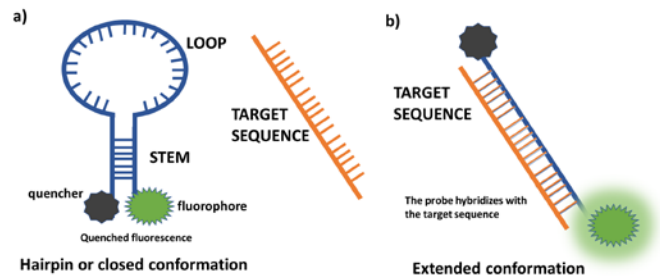 a)
LOOP
TARGET
SEQUENCE
STEM
quencher
fluorophore
Quenched fluorescence
Hairpin or closed conformation
b)
TARGET
SEQUENCE
The probe hybridizes with
the target sequence
Extended conformation